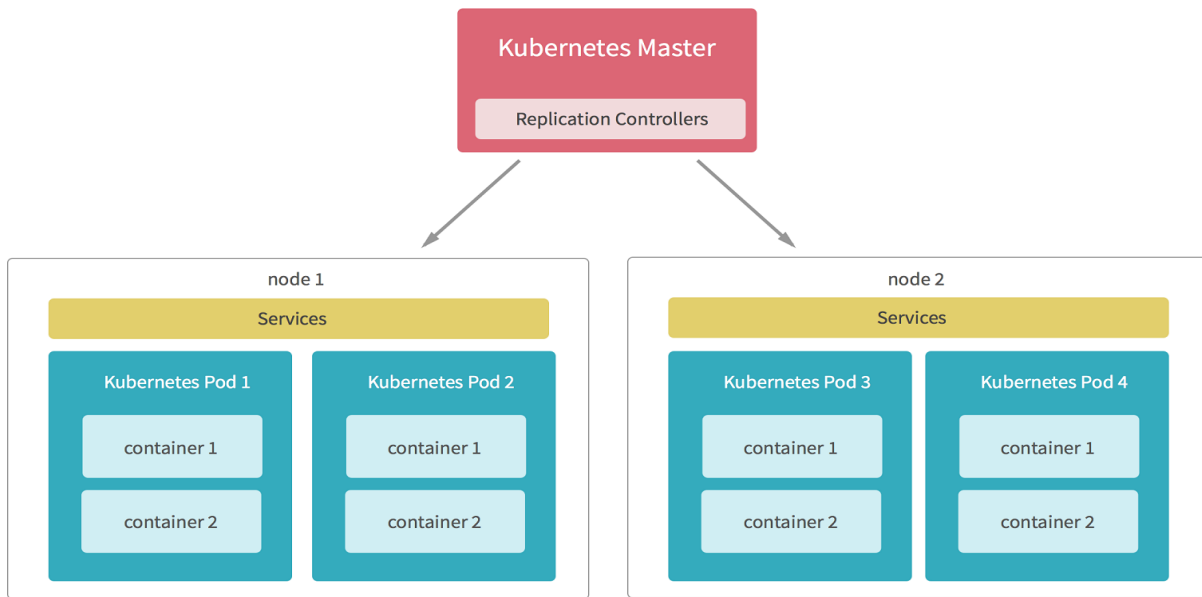 Kubernetes Master
Replication Controllers
node 1
Services
Kubernetes Pod 1
container 1
container 2
Kubernetes Pod 2
container 1
container 2
node 2
Services
Kubernetes Pod 3
container 1
container 2
Kubernetes Pod 4
container 1
container 2